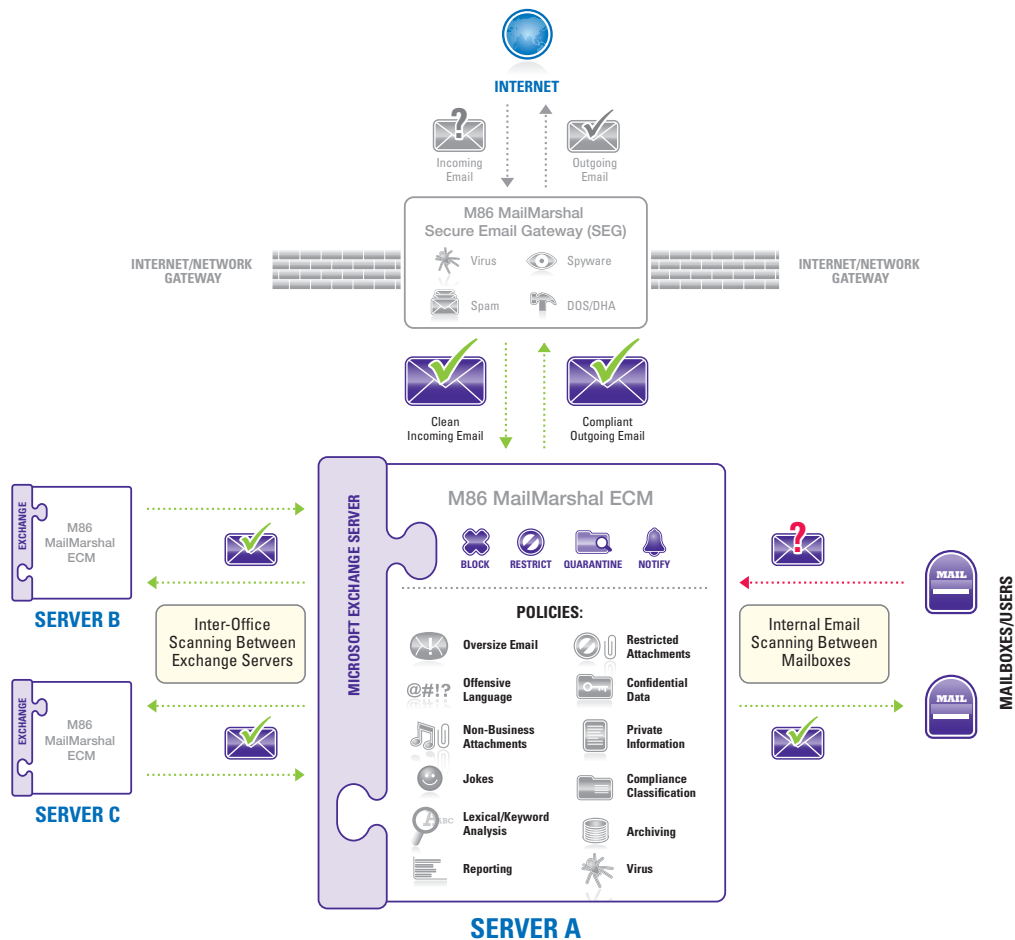 INTERNET
?
Incoming
Email
Outgoing
Email
M86 MailMarshal
Secure Email Gateway (SEG)
Virus
Spyware
Spam
DOS/DHA
INTERNET/NETWORK
GATEWAY
INTERNET/NETWORK
GATEWAY
Clean
Incoming Email
Compliant
Outgoing Email
EXCHANGE
M86
MailMarshal
ECM
SERVER B
Inter-Office
Scanning Between
Exchange Servers
EXCHANGE
M86
MailMarshal
ECM
SERVER C
MICROSOFT EXCHANGE SERVER
M86 MailMarshal ECM
BLOCK
RESTRICT
QUARANTINE
NOTIFY
POLICIES:
!
Oversize Email
Restricted
Attachments
@#!?
Offensive
Language
Confidential
Data
Non-Business
Attachments
Private
Information
Jokes
Compliance
Classification
A ABC
Lexical/Keyword
Analysis
Archiving
Reporting
Virus
SERVER A
?
MAIL
Internal Email
Scanning Between
Mailboxes
MAIL
MAILBOXES/USERS